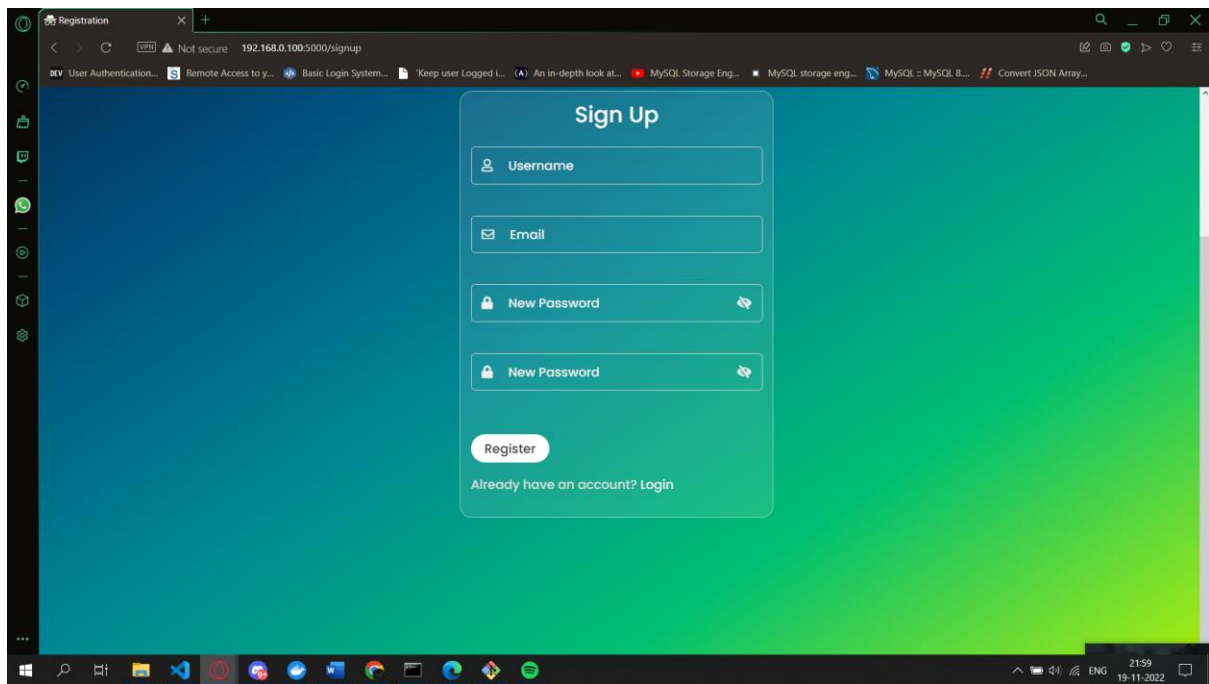 Registration
VPN Not secure 192.168.0.100:5000/signup
DEV User Authentication... S Remote Access to y... Basic Login System... 'Keep user Logged i... (A) An in-depth look at... MySQL Storage Eng... MySQL storage eng... MySQL :: MySQL 8.... Convert JSON Array...
Sign Up
Username
Email
New Password
New Password
Register
Already have an account? Login
ENG 21:59
19-11-2022